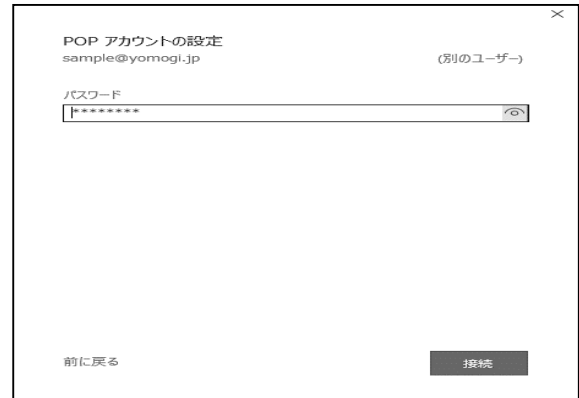 POP アカウントの設定
sample@yomogi.jp (別のユーザー)
パスワード
********
前に戻る 接続